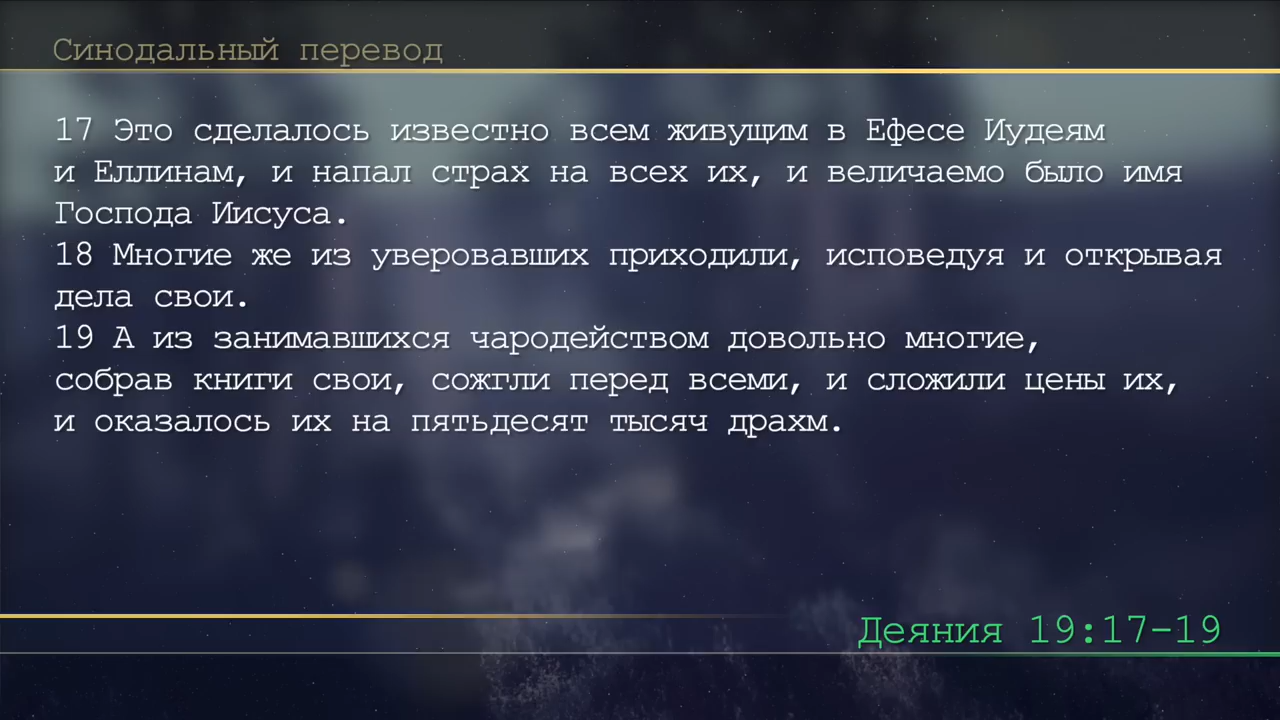 Синодальный перевод
17 Это сделалось известно всем живущим в Ефесе Иудеям
и Еллинам, и напал страх на всех их, и величаемо было имя
Господа Иисуса.
18 Многие же из уверовавших приходили, исповедуя и открывая
дела свои.
19 А из занимавшихся чародейством довольно многие,
собрав книги свои, сожгли перед всеми, и сложили цены их,
и оказалось их на пятьдесят тысяч драхм.
Деяния 19:17-19